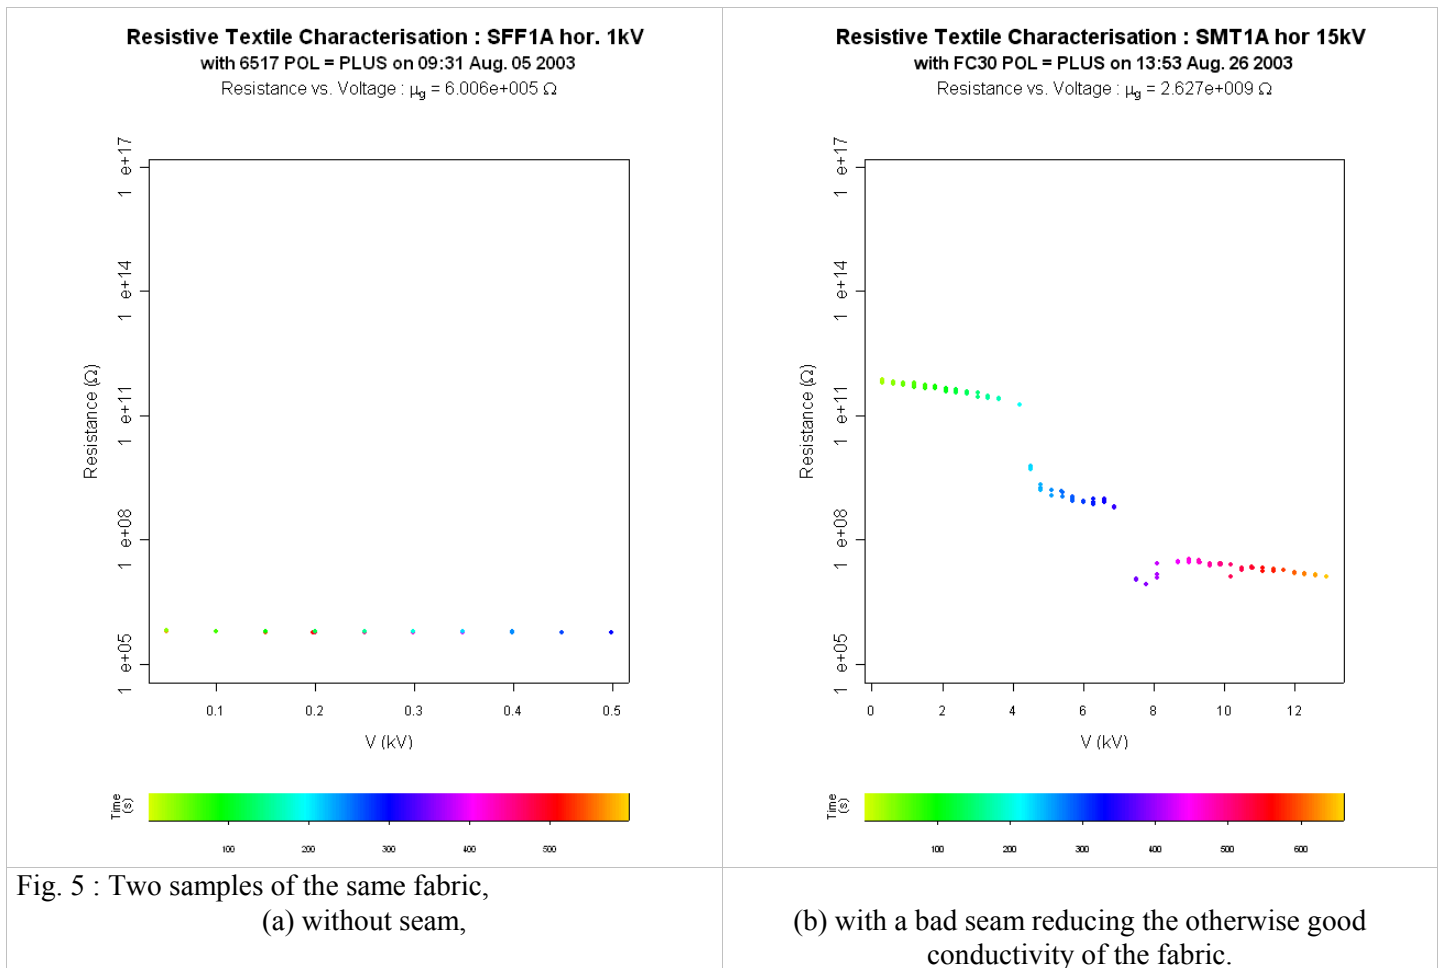 Resistive Textile Characterisation : SFF1A hor. 1kV
with 6517 POL = PLUS on 09:31 Aug. 05 2003
Resistance vs. Voltage : μg = 6.006e+005 Ω
1 e+17
1 e+14
1 e+11
1 e+08
1 e+05
Resistance (Ω)
0.1 0.2 0.3 0.4 0.5
V (kV)
Time
(s)
100 200 300 400 500
Resistive Textile Characterisation : SMT1A hor 15kV
with FC30 POL = PLUS on 13:53 Aug. 26 2003
Resistance vs. Voltage : μg = 2.627e+009 Ω
1 e+17
1 e+14
1 e+11
1 e+08
1 e+05
Resistance (Ω)
0 2 4 6 8 10 12
V (kV)
Time
(s)
100 200 300 400 500 600
Fig. 5 : Two samples of the same fabric,
(a) without seam,
(b) with a bad seam reducing the otherwise good
conductivity of the fabric.